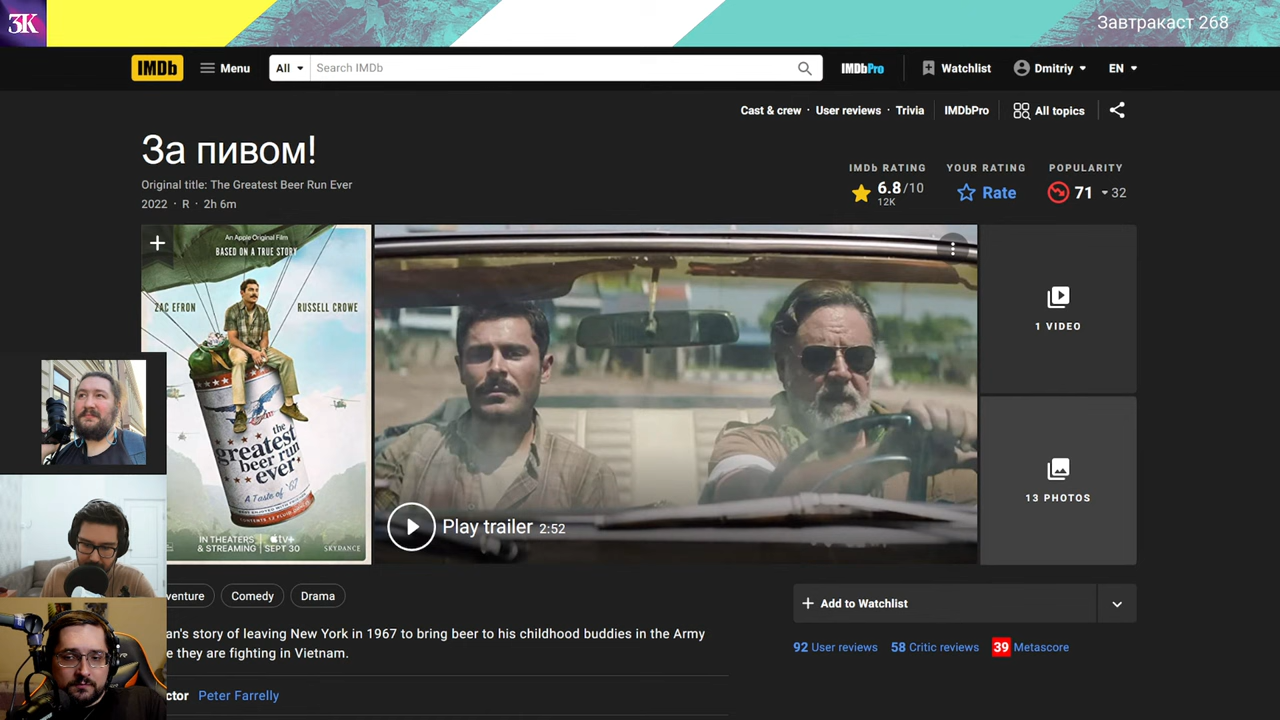 ЗК
Завтракаст 268
IMDb
Menu
All
Search IMDb
IMDbPro
Watchlist
Dmitriy
EN
Cast & crew · User reviews · Trivia
IMDbPro
All topics
За пивом!
Original title: The Greatest Beer Run Ever
2022 · R · 2h 6m
IMDb RATING
6.8/10
12K
YOUR RATING
Rate
POPULARITY
71
32
An Apple Original Film
BASED ON A TRUE STORY
ZAC EFRON
RUSSELL CROWE
the
greatest
beer run
ever
A Taste of '67
IN THEATERS
& STREAMING
tv+
SEPT 30
SKYDANCE
Play trailer 2:52
1 VIDEO
13 PHOTOS
venture
Comedy
Drama
an's story of leaving New York in 1967 to bring beer to his childhood buddies in the Army
e they are fighting in Vietnam.
ctor Peter Farrelly
Add to Watchlist
92 User reviews
58 Critic reviews
39 Metascore